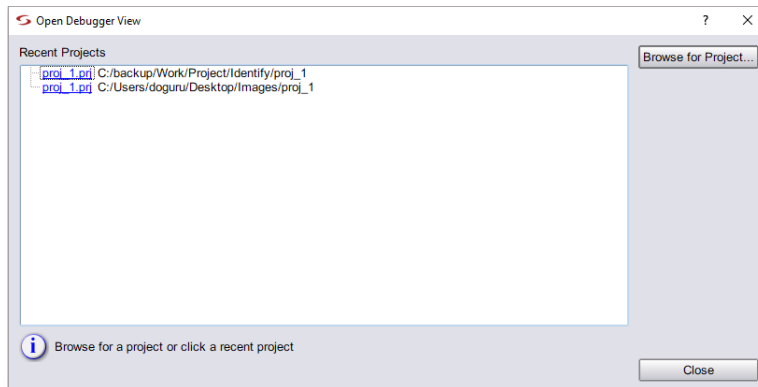 Open Debugger View
Recent Projects
Browse for Project...
proj_1.prj C:/backup/Work/Project/Identify/proj_1
proj_1.prj C:/Users/doguru/Desktop/Images/proj_1
Browse for a project or click a recent project
Close